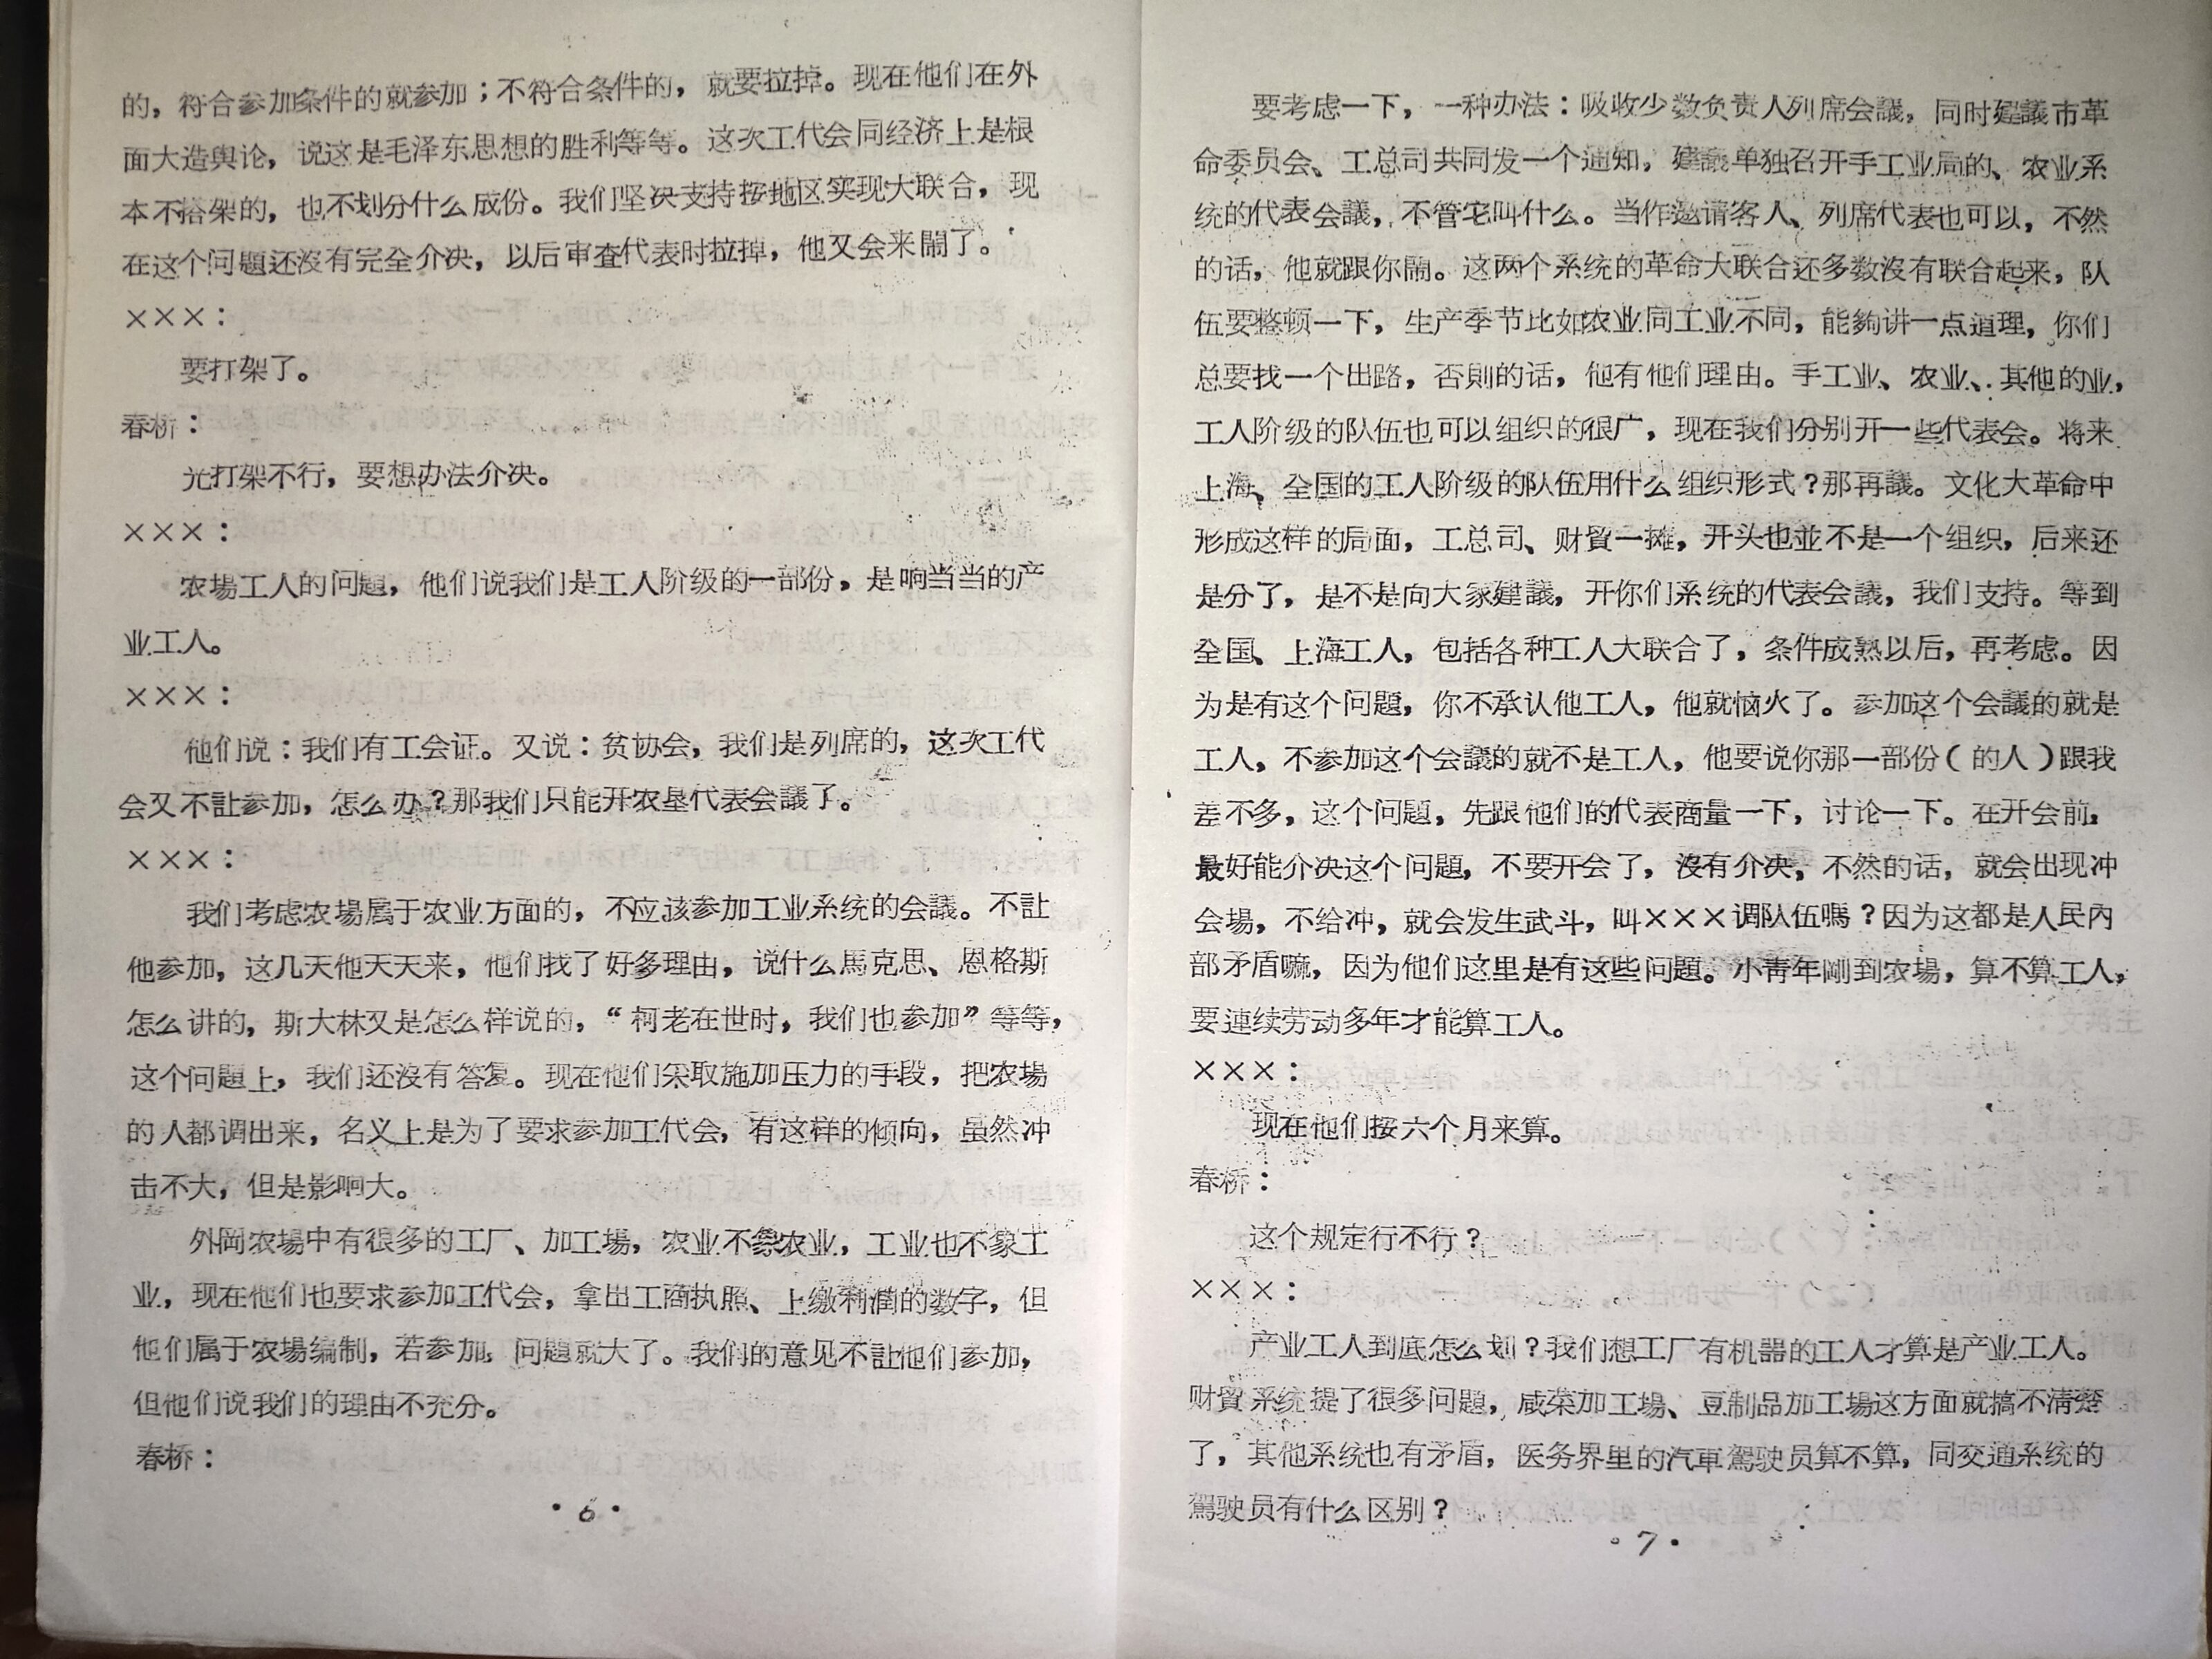 的，符合参加条件的就参加；不符合条件的，就要拉掉。现在他们在外
面大造舆论，说这是毛泽东思想的胜利等等。这次工代会同经济上是根
本不搭架的，也不划分什么成份。我们坚决支持按地区实现大联合，现
在这个问題还沒有完全介决，以后审查代表时拉掉，他又会来鬧了。
×××：
要打架了。
春桥：
光打架不行，要想办法介决。
×××：
农場工人的问題，他们说我们是工人阶级的一部份，是响当当的产
业工人。
×××：
他们说：我们有工会证。又说：贫协会，我们是列席的，这次工代
会又不让参加，怎么办？那我们只能开农垦代表会議了。
×××：
我们考虑农場属于农业方面的，不应该参加工业系统的会議。不让
他参加，这几天他天天来，他们找了好多理由，说什么馬克思、恩格斯
怎么讲的，斯大林又是怎么样说的，“柯老在世时，我们也参加”等等，
这个问題上，我们还沒有答复。现在他们采取施加压力的手段，把农場
的人都调出来，名义上是为了要求参加工代会，有这样的倾向，虽然冲
击不大，但是影响大。
外岡农場中有很多的工厂、加工場，农业不象农业，工业也不象工
业，现在他们也要求参加工代会，拿出工商执照、上缴利潤的数字，但
他们属于农場编制，若参加，问題就大了。我们的意见不让他们参加，
但他们说我们的理由不充分。
春桥：
·6·
要考虑一下，一种办法：吸收少数负责人列席会議，同时建議市革
命委员会、工总司共同发一个通知，建議单独召开手工业局的、农业系
统的代表会議，不管它叫什么。当作邀请客人、列席代表也可以，不然
的话，他就跟你鬧。这两个系统的革命大联合还多数沒有联合起来，队
伍要整顿一下，生产季节比如农业同工业不同，能夠讲一点道理，你们
总要找一个出路，否則的话，他有他们理由。手工业、农业、其他的业，
工人阶级的队伍也可以组织的很广，现在我们分别开一些代表会。将来
上海、全国的工人阶级的队伍用什么组织形式？那再議。文化大革命中
形成这样的局面，工总司、财貿一摊，开头也並不是一个组织，后来还
是分了，是不是向大家建議，开你们系统的代表会議，我们支持。等到
全国、上海工人，包括各种工人大联合了，条件成熟以后，再考虑。因
为是有这个问題，你不承认他工人，他就恼火了。参加这个会議的就是
工人，不参加这个会議的就不是工人，他要说你那一部份（的人）跟我
差不多，这个问題，先跟他们的代表商量一下，讨论一下。在开会前，
最好能介决这个问題，不要开会了，沒有介决，不然的话，就会出现冲
会場，不给冲，就会发生武斗，叫×××调队伍嗎？因为这都是人民內
部矛盾嘛，因为他们这里是有这些问題。小青年剛到农場，算不算工人，
要連续劳动多年才能算工人。
×××：
现在他们按六个月来算。
春桥：
这个规定行不行？
×××：
产业工人到底怎么划？我们想工厂有机器的工人才算是产业工人。
财貿系统提了很多问題，咸菜加工場、豆制品加工場这方面就搞不清楚
了，其他系统也有矛盾，医务界里的汽車駕駛员算不算，同交通系统的
駕駛员有什么区别？
·7·